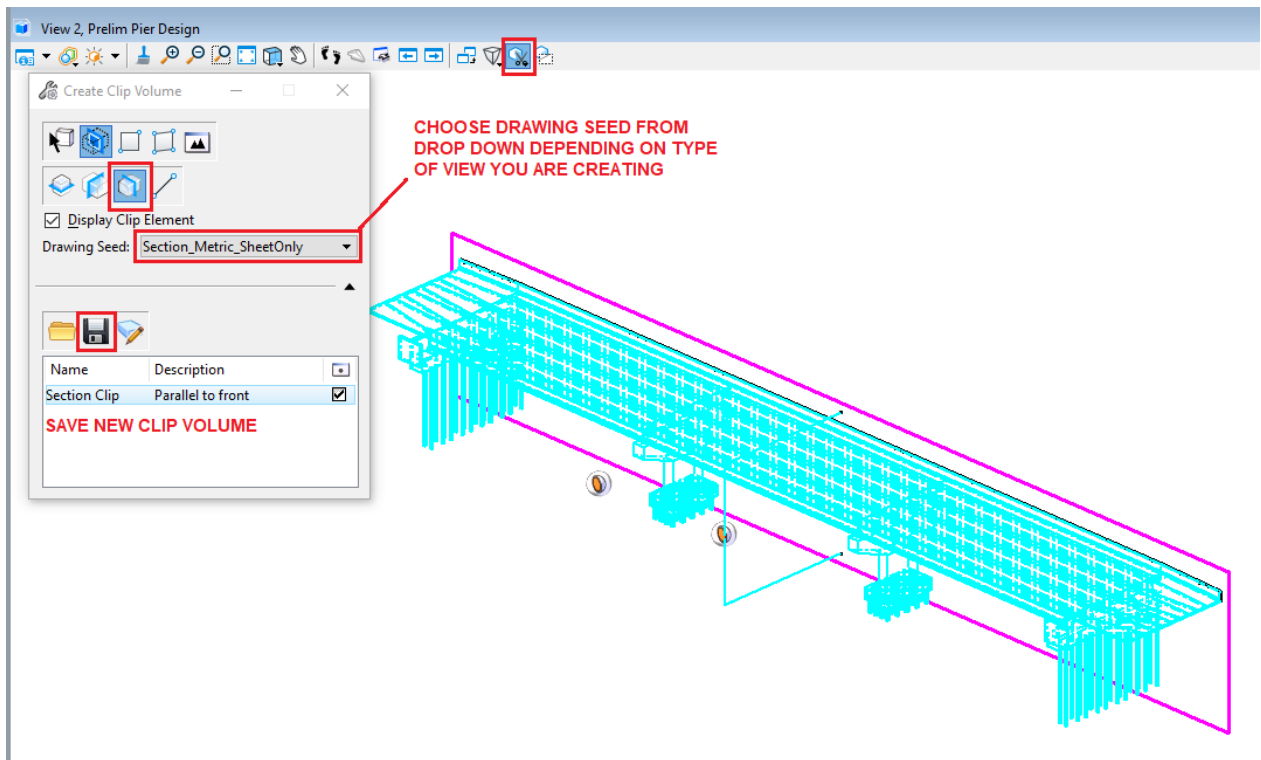 View 2, Prelim Pier Design
Create Clip Volume
CHOOSE DRAWING SEED FROM
DROP DOWN DEPENDING ON TYPE
OF VIEW YOU ARE CREATING
Display Clip Element
Drawing Seed: Section_Metric_SheetOnly
Name Description
Section Clip Parallel to front
SAVE NEW CLIP VOLUME